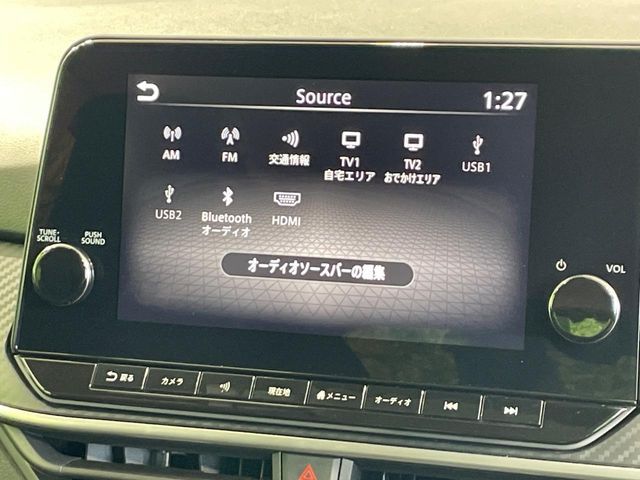 Source
1:27
AM
FM
交通情報
TV1
自宅エリア
TV2
おでかけエリア
USB1
USB2
Bluetooth
オーディオ
HDMI
オーディオソースバーの編集
TUNE・
SCROLL
PUSH
SOUND
VOL
戻る
カメラ
現在地
メニュー
オーディオ